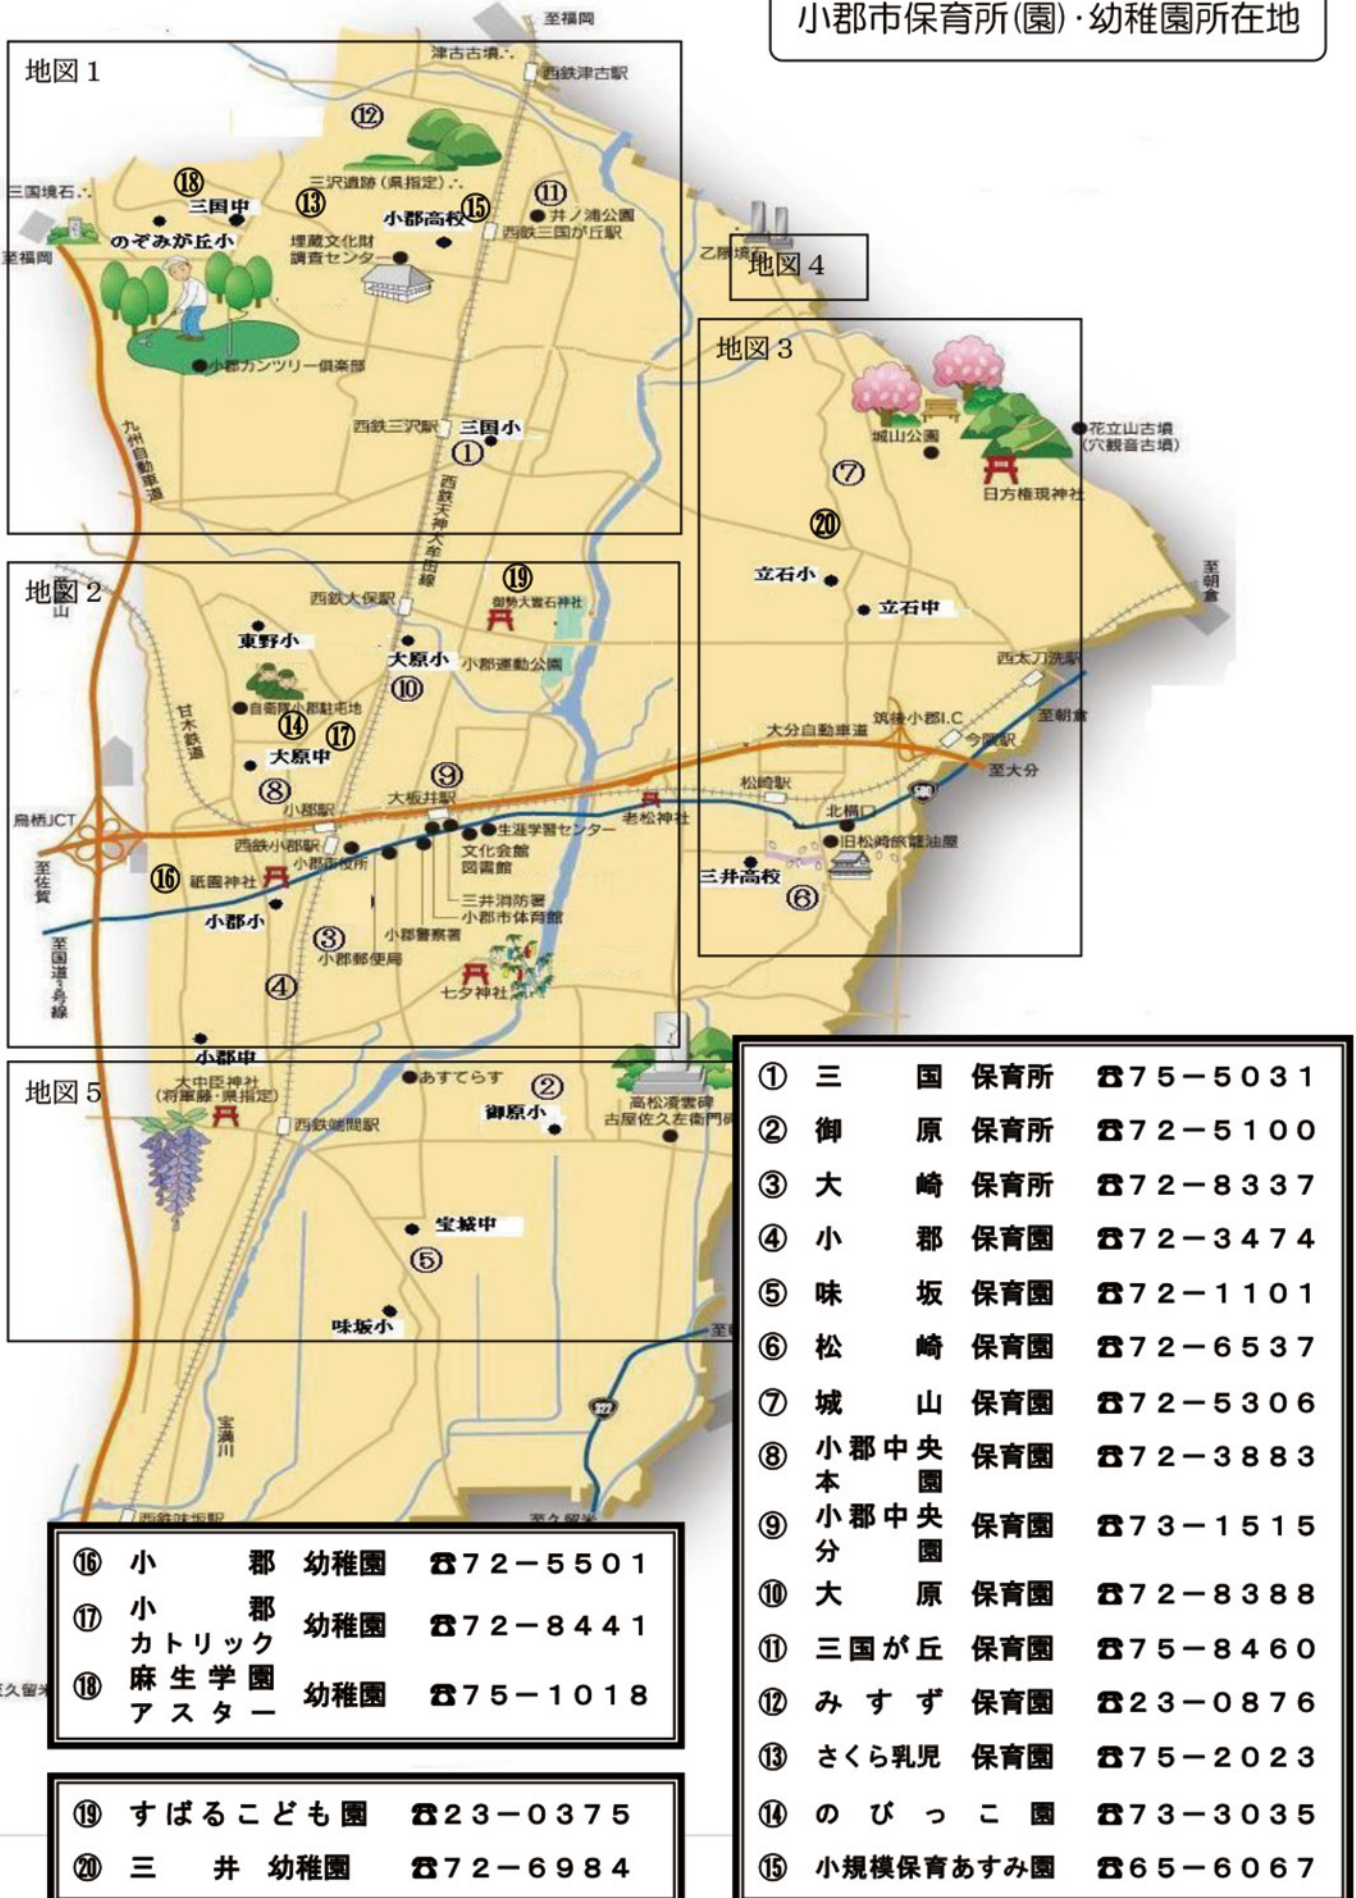 小郡市保育所(園)・幼稚園所在地
至福岡
津古古墳∴
西鉄津古駅
地図1
⑫
三沢遺跡(県指定)∴
三国境石∴
⑱
三国中
⑬
小郡高校
⑮
⑪
井ノ浦公園
西鉄三国が丘駅
のぞみが丘小
埋蔵文化財
調査センター
至福岡
乙隈境石
地図4
地図3
小郡カンツリー倶楽部
九州自動車道
西鉄三沢駅
三国小
①
西鉄天神大牟田線
城山公園
花立山古墳
(穴観音古墳)
⑦
日方権現神社
⑳
立石小
立石中
至朝倉
地図2
⑲
御勢大霊石神社
西鉄大保駅
東野小
大原小
小郡運動公園
⑩
自衛隊小郡駐屯地
甘木鉄道
⑭
⑰
大原中
⑧
⑨
西太刀洗駅
至朝倉
筑後小郡I.C
大分自動車道
今隈駅
至大分
500
松崎駅
小郡駅
大板井駅
鳥栖JCT
西鉄小郡駅
小郡市役所
生涯学習センター
文化会館
図書館
老松神社
北構口
旧松崎旅籠油屋
三井高校
⑥
至佐賀
⑯
祇園神社
小郡小
三井消防署
小郡市体育館
小郡警察署
③
小郡郵便局
至国道3号線
④
七夕神社
小郡中
地図5
大中臣神社
(将軍藤・県指定)
あすてらす
②
御原小
高松凌雲碑
古屋佐久左衛門碑
西鉄端間駅
宝城中
⑤
味坂小
322
宝満川
西鉄味坂駅
至久留米
① 三国 保育所 ☎75-5031
② 御原 保育所 ☎72-5100
③ 大崎 保育所 ☎72-8337
④ 小郡 保育園 ☎72-3474
⑤ 味坂 保育園 ☎72-1101
⑥ 松崎 保育園 ☎72-6537
⑦ 城山 保育園 ☎72-5306
⑧ 小郡中央 保育園 ☎72-3883
本園
⑨ 小郡中央 保育園 ☎73-1515
分園
⑩ 大原 保育園 ☎72-8388
⑪ 三国が丘 保育園 ☎75-8460
⑫ みすず 保育園 ☎23-0876
⑬ さくら乳児 保育園 ☎75-2023
⑭ のびっこ園 ☎73-3035
⑮ 小規模保育あすみ園 ☎65-6067
⑯ 小郡 幼稚園 ☎72-5501
⑰ 小郡
カトリック 幼稚園 ☎72-8441
⑱ 麻生学園
アスター 幼稚園 ☎75-1018
⑲ すばるこども園 ☎23-0375
⑳ 三井 幼稚園 ☎72-6984